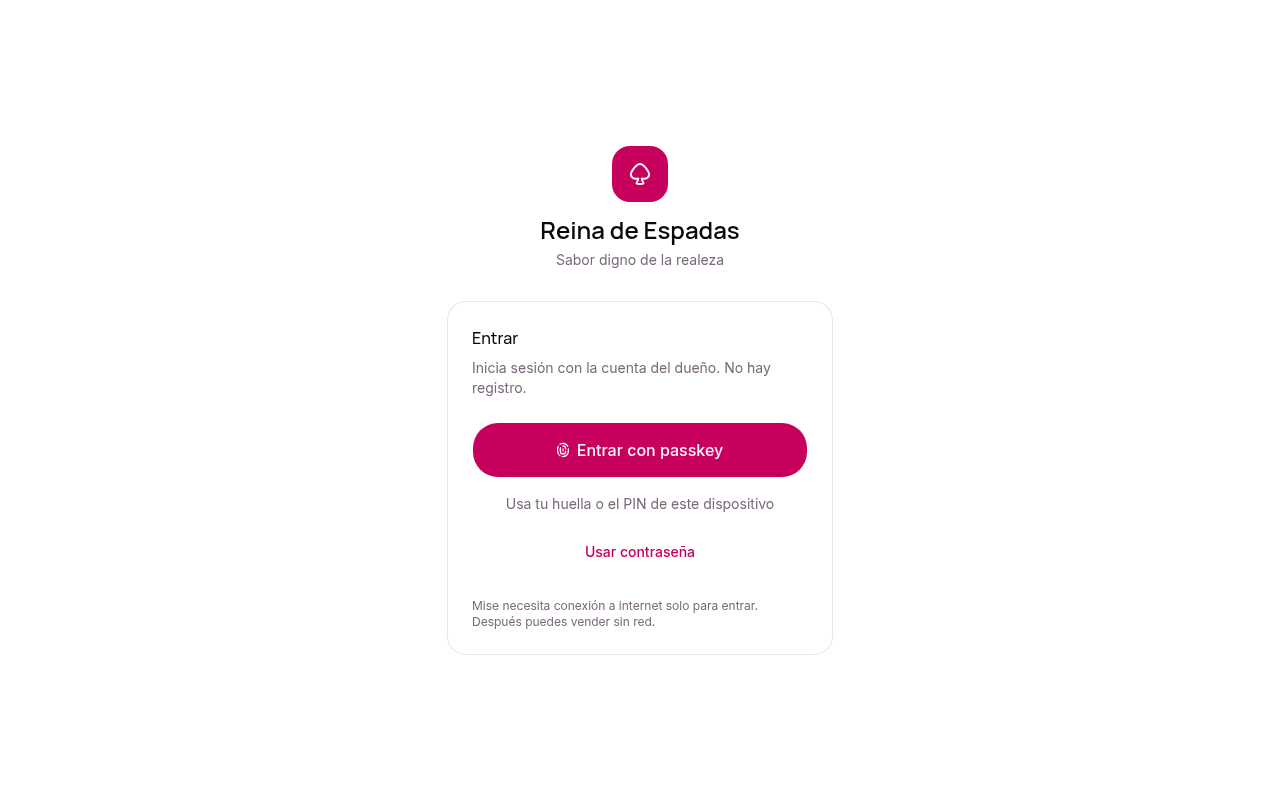 Reina de Espadas
Sabor digno de la realeza
Entrar
Inicia sesión con la cuenta del dueño. No hay
registro.
Entrar con passkey
Usa tu huella o el PIN de este dispositivo
Usar contraseña
Mise necesita conexión a internet solo para entrar.
Después puedes vender sin red.